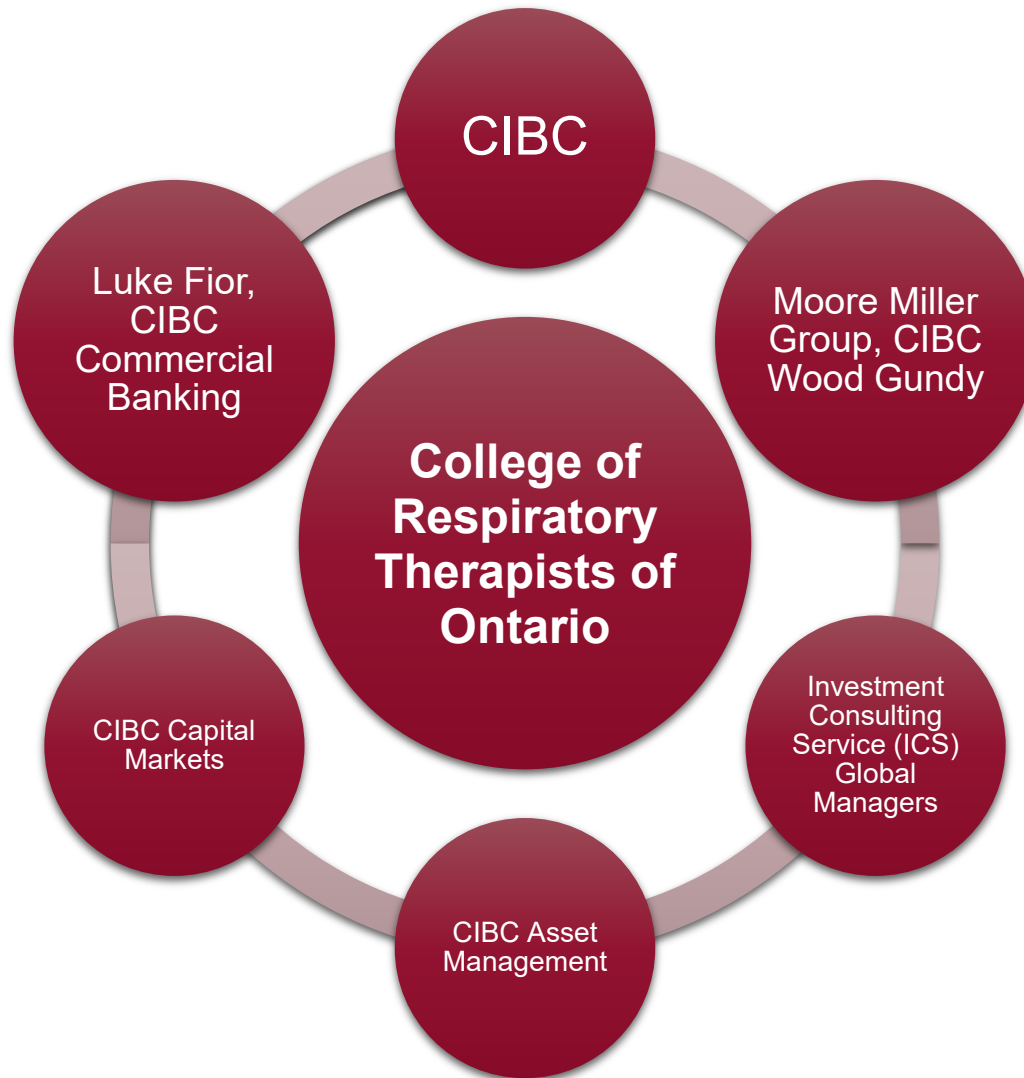 CIBC
Luke Fior,
CIBC
Commercial
Banking
Moore Miller
Group, CIBC
Wood Gundy
College of
Respiratory
Therapists of
Ontario
CIBC Capital
Markets
Investment
Consulting
Service (ICS)
Global
Managers
CIBC Asset
Management